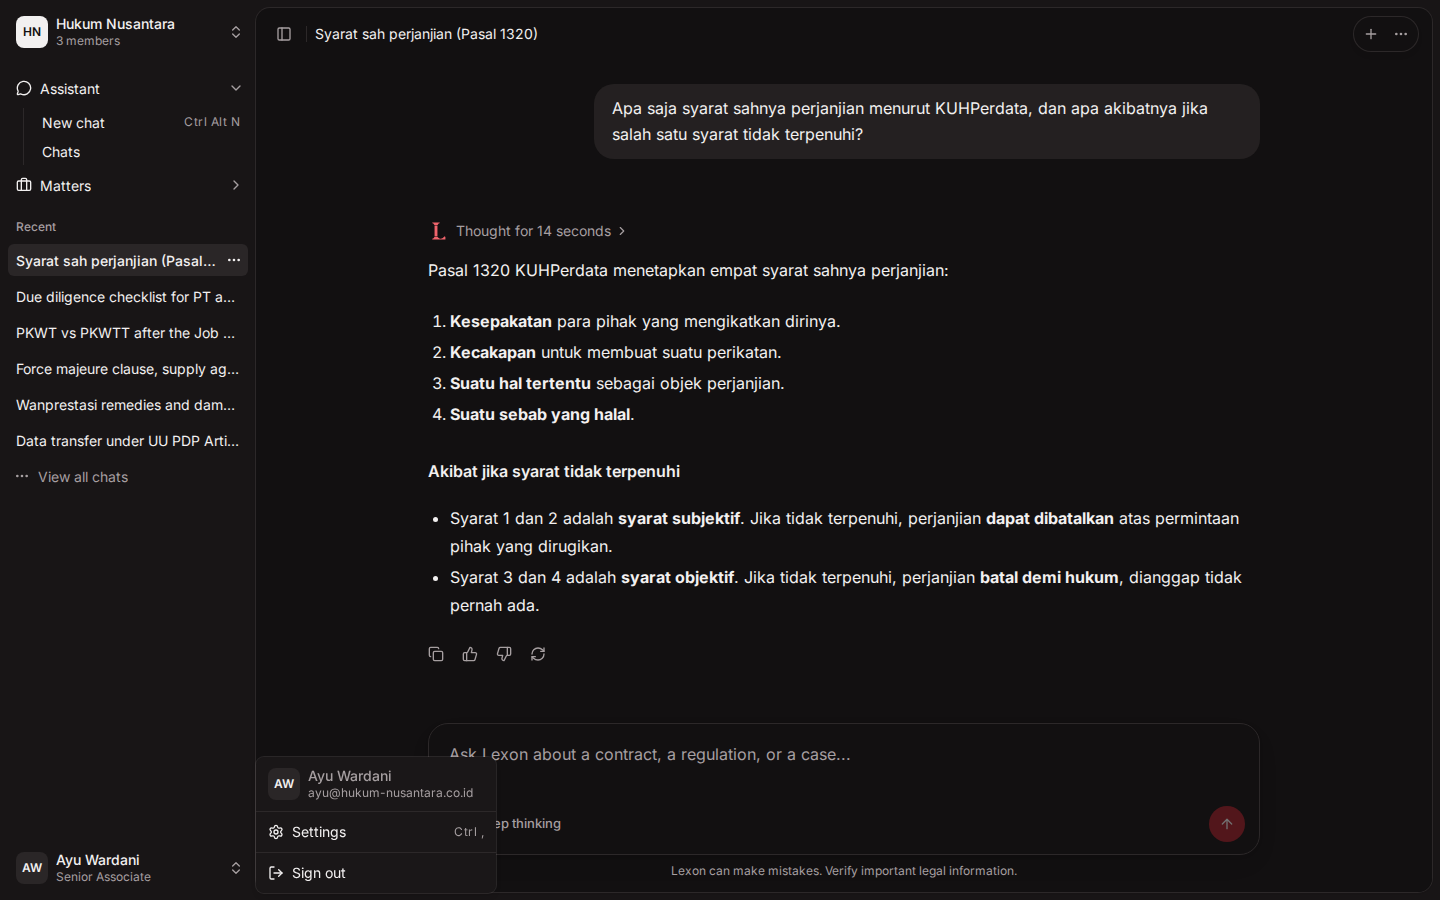 HN
Hukum Nusantara
3 members
Assistant
New chat
Ctrl Alt N
Chats
Matters
Recent
Syarat sah perjanjian (Pasal...
Due diligence checklist for PT a...
PKWT vs PKWTT after the Job ...
Force majeure clause, supply ag...
Wanprestasi remedies and dam...
Data transfer under UU PDP Arti...
View all chats
AW
Ayu Wardani
Senior Associate
Syarat sah perjanjian (Pasal 1320)
Apa saja syarat sahnya perjanjian menurut KUHPerdata, dan apa akibatnya jika
salah satu syarat tidak terpenuhi?
L
Thought for 14 seconds
Pasal 1320 KUHPerdata menetapkan empat syarat sahnya perjanjian:
1. Kesepakatan para pihak yang mengikatkan dirinya.
2. Kecakapan untuk membuat suatu perikatan.
3. Suatu hal tertentu sebagai objek perjanjian.
4. Suatu sebab yang halal.
Akibat jika syarat tidak terpenuhi
• Syarat 1 dan 2 adalah syarat subjektif. Jika tidak terpenuhi, perjanjian dapat dibatalkan atas permintaan
pihak yang dirugikan.
• Syarat 3 dan 4 adalah syarat objektif. Jika tidak terpenuhi, perjanjian batal demi hukum, dianggap tidak
pernah ada.
Ask Lexon about a contract, a regulation, or a case...
ep thinking
Lexon can make mistakes. Verify important legal information.
AW
Ayu Wardani
ayu@hukum-nusantara.co.id
Settings
Ctrl ,
Sign out